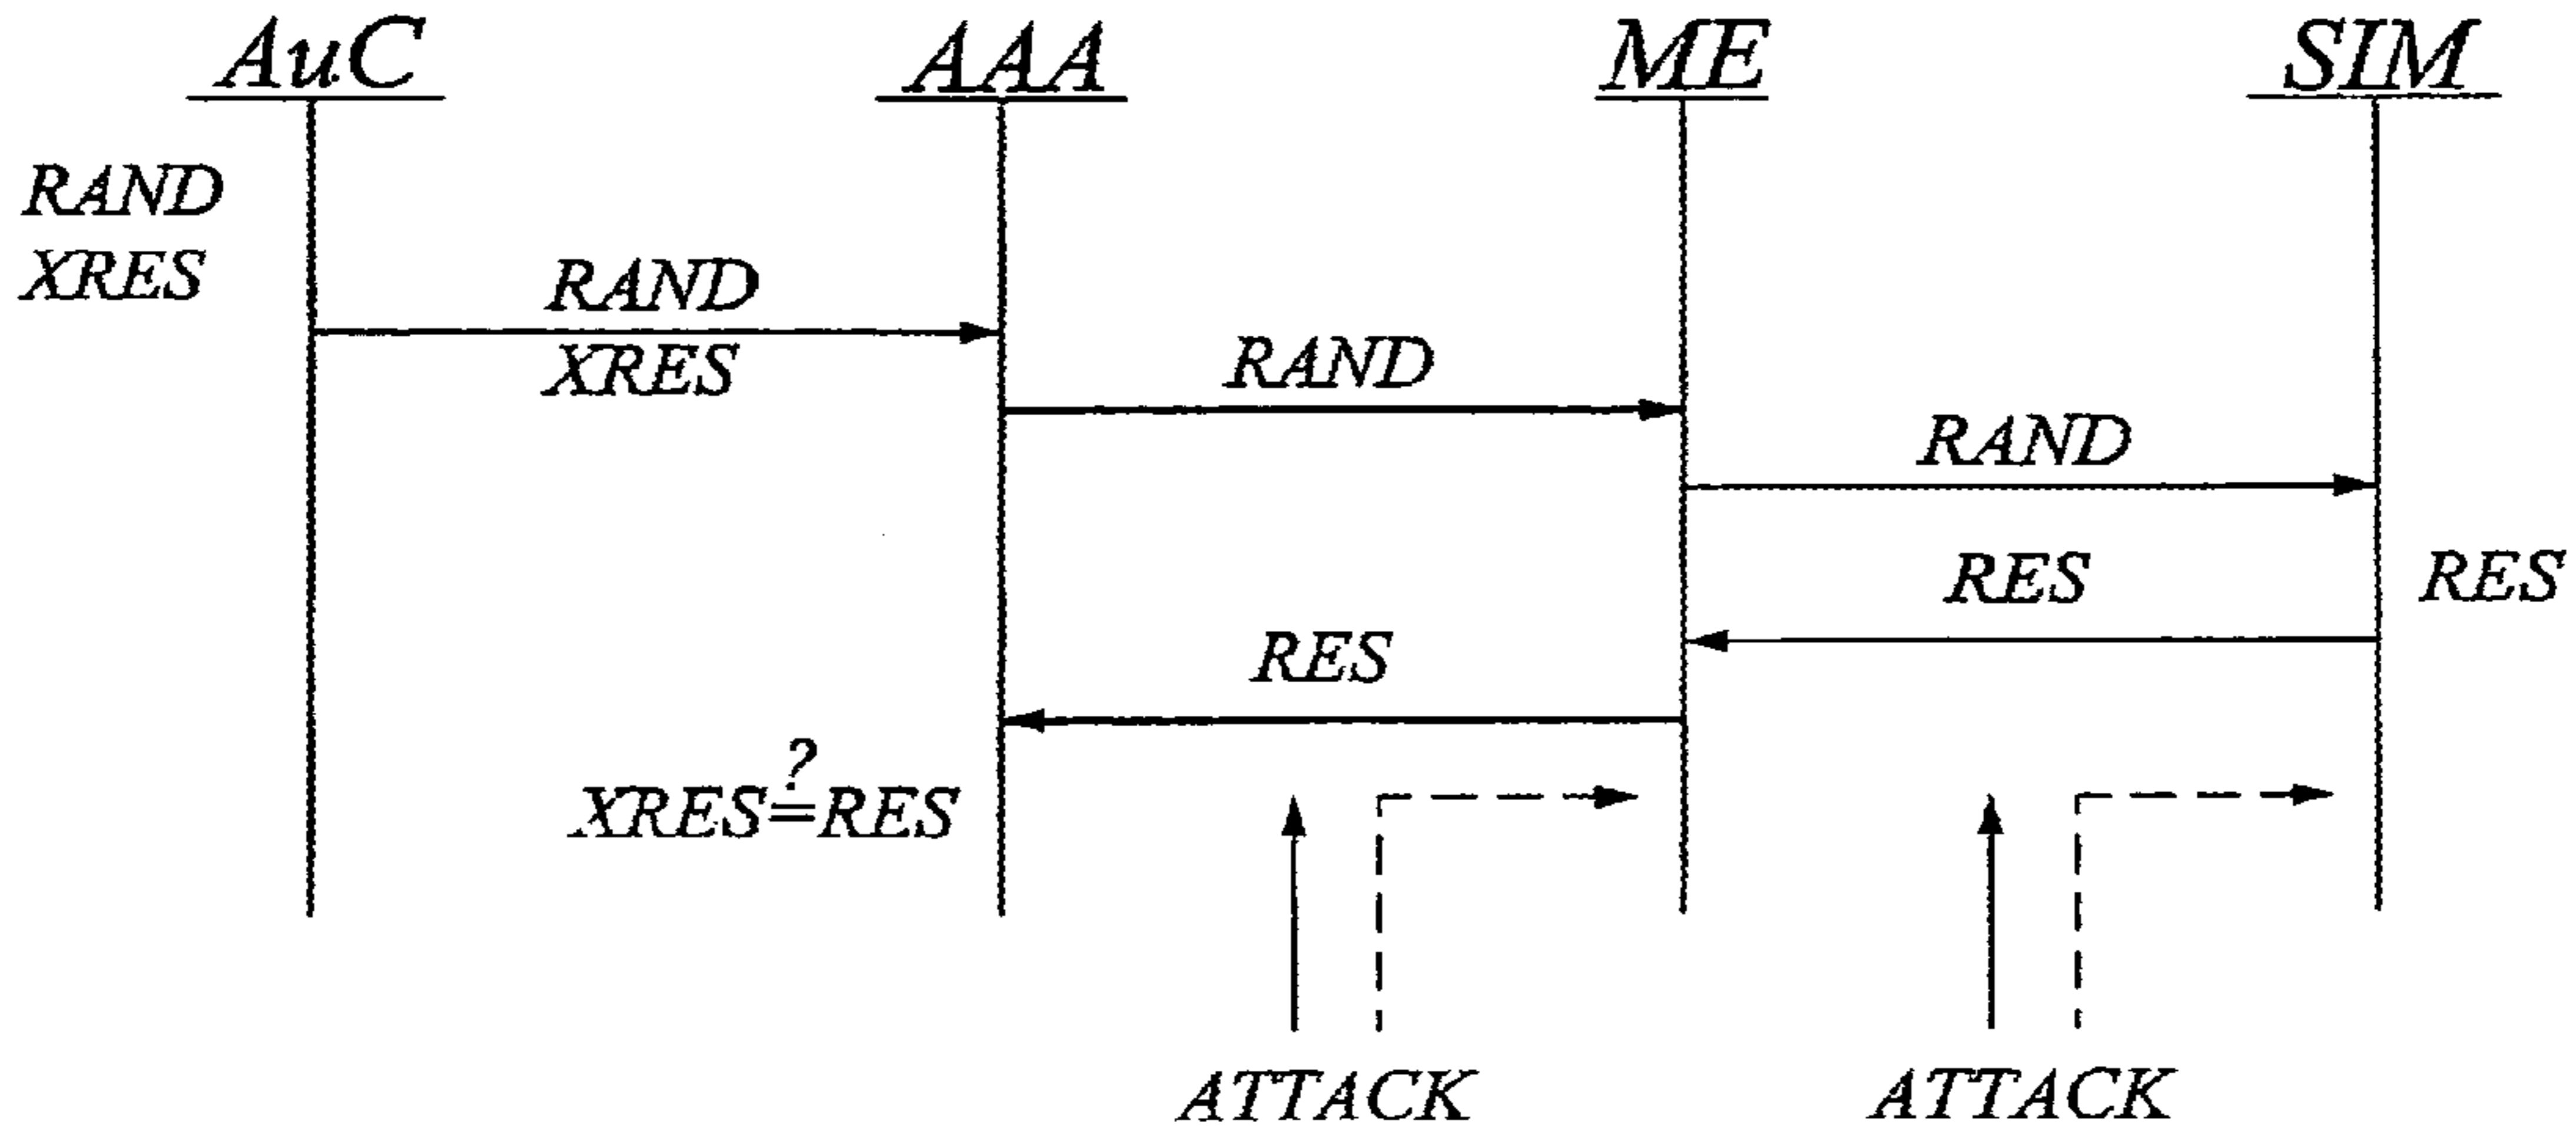 AuC AAA ME SIM
RAND
XRES
RAND
XRES
RAND
RAND
RES
RES
RES
?
XRES=RES
ATTACK ATTACK